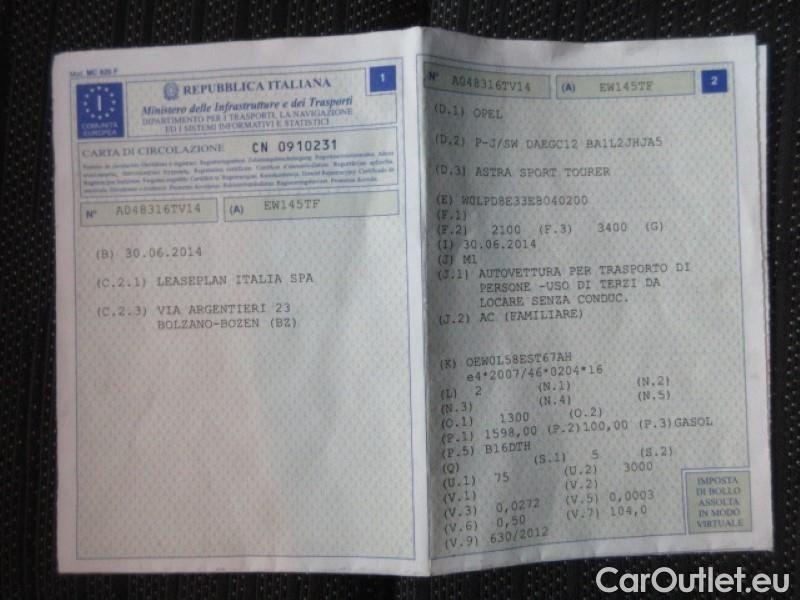 Mod. MC 820 F
REPUBBLICA ITALIANA
1
I
COMUNITÀ
EUROPEA
Ministero delle Infrastrutture e dei Trasporti
DIPARTIMENTO PER I TRASPORTI, LA NAVIGAZIONE
ED I SISTEMI INFORMATIVI E STATISTICI
CARTA DI CIRCOLAZIONE CN 0910231
N° A048316TV14 (A) EW145TF
(B) 30.06.2014
(C.2.1) LEASEPLAN ITALIA SPA
(C.2.3) VIA ARGENTIERI 23
BOLZANO-BOZEN (BZ)
N° A048316TV14 (A) EW145TF 2
(D.1) OPEL
(D.2) P-J/SW DAEGC12 BA1L2JHJA5
(D.3) ASTRA SPORT TOURER
(E) W0LPD8E33E8040200
(F.1)
(F.2) 2100 (F.3) 3400 (G)
(I) 30.06.2014
(J) M1
(J.1) AUTOVETTURA PER TRASPORTO DI
PERSONE -USO DI TERZI DA
LOCARE SENZA CONDUC.
(J.2) AC (FAMILIARE)
(K) OEW0L58EST67AH
e4*2007/46*0204*16
(L) 2 (N.1) (N.2)
(N.3) (N.4) (N.5)
(O.1) 1300 (O.2)
(P.1) 1598,00 (P.2)100,00 (P.3)GASOL
(P.5) B16DTH
(Q) (S.1) 5 (S.2)
(U.1) 75 (U.2) 3000
(V.1) (V.2)
(V.3) 0,0272 (V.5) 0,0003
(V.6) 0,50 (V.7) 104,0
(V.9) 630/2012
IMPOSTA
DI BOLLO
ASSOLTA
IN MODO
VIRTUALE
CarOutlet.eu